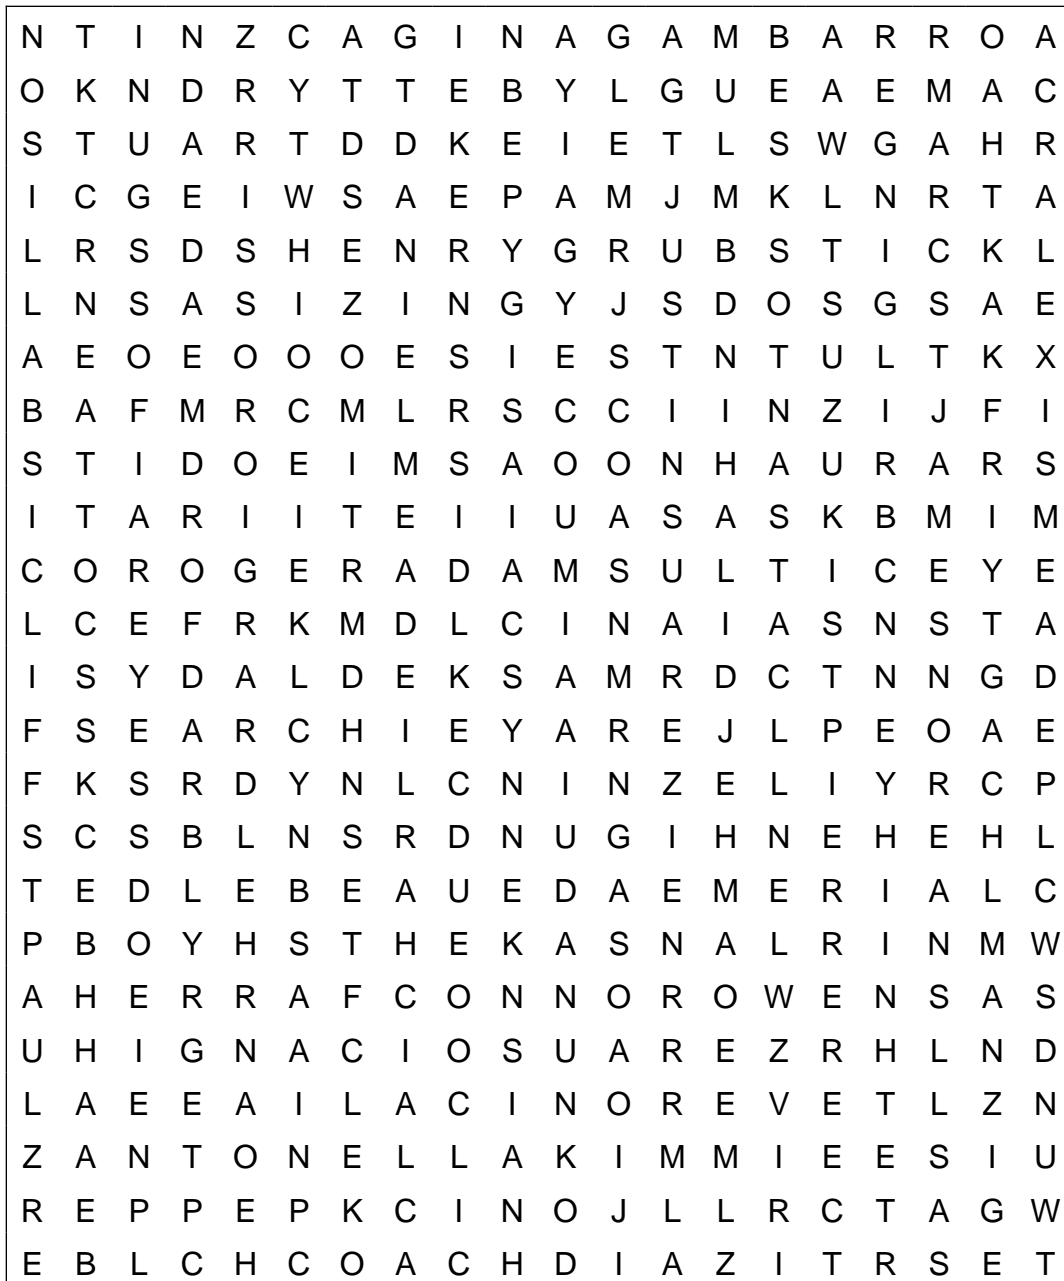 N T I N Z C A G I N A G A M B A R R O A
O K N D R Y T T E B Y L G U E A E M A C
S T U A R T D D K E I E T L S W G A H R
I C G E I W S A E P A M J M K L N R T A
L R S D S H E N R Y G R U B S T I C K L
L N S A S I Z I N G Y J S D O S G S A E
A E O E O O O E S I E S T N T U L T K X
B A F M R C M L R S C C I I N Z I J F I
S T I D O E I M S A O O N H A U R A R S
I T A R I I T E I I U A S A S K B M I M
C O R O G E R A D A M S U L T I C E Y E
L C E F R K M D L C I N A I A S N S T A
I S Y D A L D E K S A M R D C T N N G D
F S E A R C H I E Y A R E J L P E O A E
F K S R D Y N L C N I N Z E L I Y R C P
S C S B L N S R D N U G I H N E H E H L
T E D L E B E A U E D A E M E R I A L C
P B O Y H S T H E K A S N A L R I N M W
A H E R R A F C O N N O R O W E N S A S
U H I G N A C I O S U A R E Z R H L N D
L A E E A I L A C I N O R E V E T L Z N
Z A N T O N E L L A K I M M I E E S I U
R E P P E P K C I N O J L L R C T A G W
E B L C H C O A C H D I A Z I T R S E T